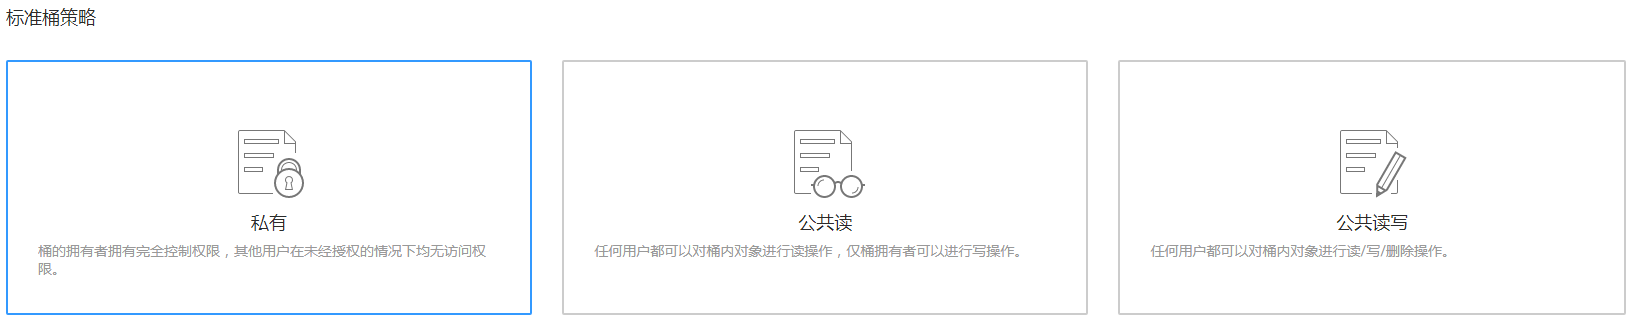 标准桶策略
私有
桶的拥有者拥有完全控制权限，其他用户在未经授权的情况下均无访问权
限。
公共读
任何用户都可以对桶内对象进行读操作，仅桶拥有者可以进行写操作。
公共读写
任何用户都可以对桶内对象进行读/写/删除操作。